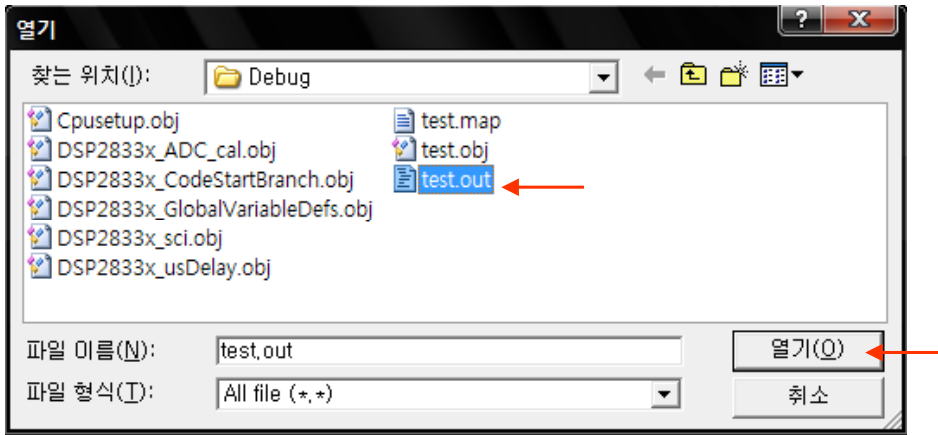 열기
찾는 위치(I):
Debug
Cpusetup.obj
DSP2833x_ADC_cal.obj
DSP2833x_CodeStartBranch.obj
DSP2833x_GlobalVariableDefs.obj
DSP2833x_sci.obj
DSP2833x_usDelay.obj
test.map
test.obj
test.out
파일 이름(N):
test.out
열기(O)
파일 형식(T):
All file (*.*)
취소